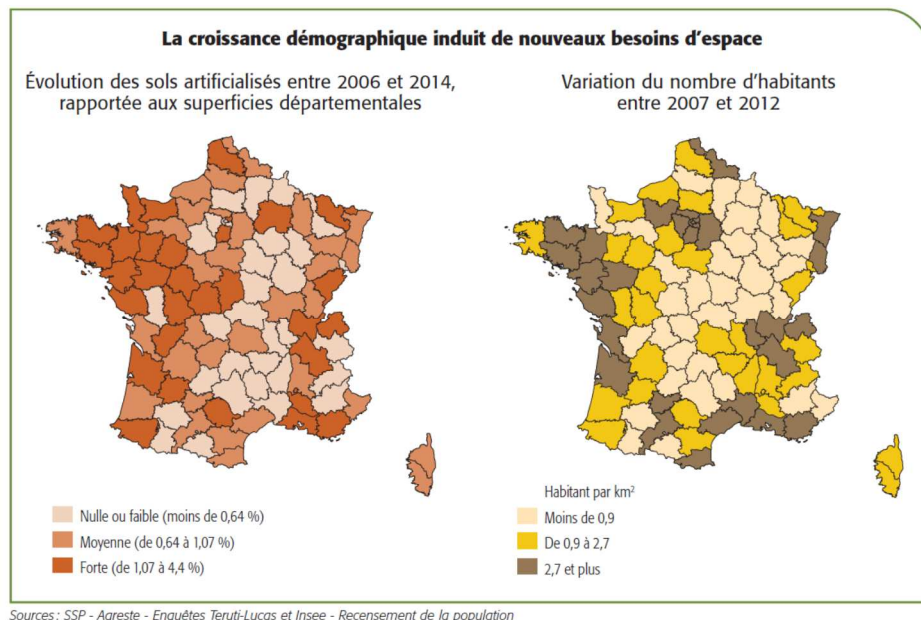 La croissance démographique induit de nouveaux besoins d'espace
Évolution des sols artificialisés entre 2006 et 2014,
rapportée aux superficies départementales
Variation du nombre d'habitants
entre 2007 et 2012
Nulle ou faible (moins de 0,64 %)
Moyenne (de 0,64 à 1,07 %)
Forte (de 1,07 à 4,4 %)
Habitant par km²
Moins de 0,9
De 0,9 à 2,7
2,7 et plus
Sources : SSP - Agreste - Enquêtes Teruti-Lucas et Insee - Recensement de la population